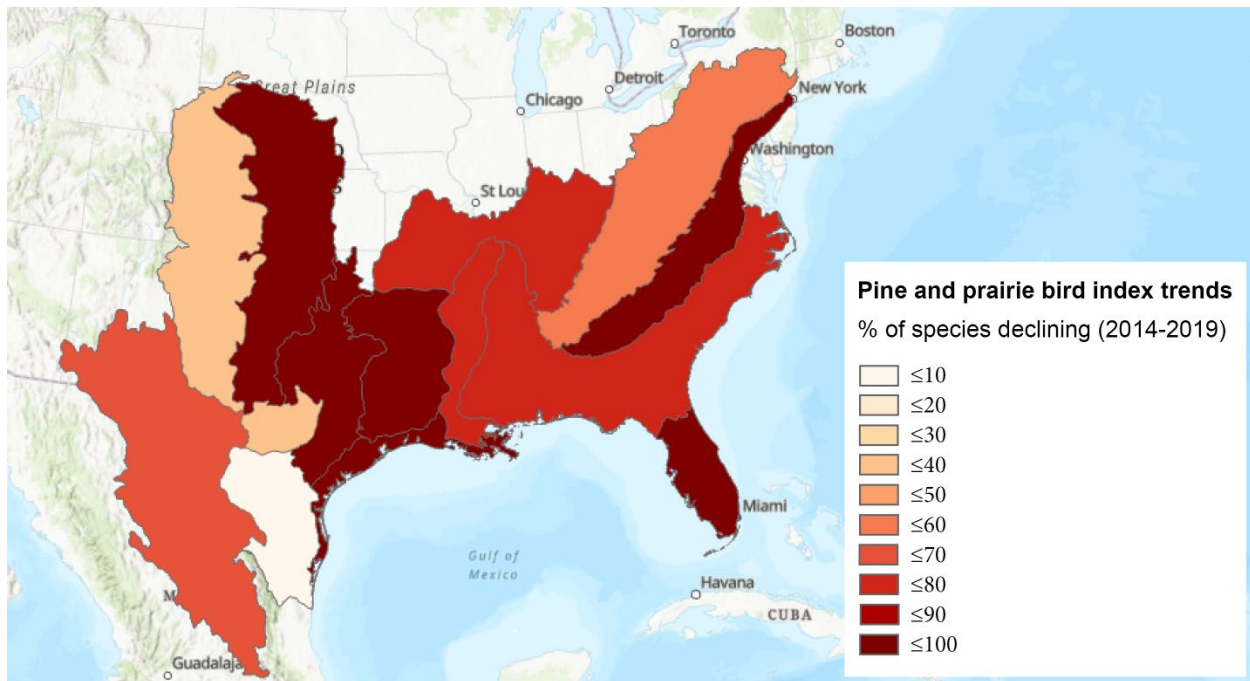 Toronto
Boston
Great Plains
Detroit
New York
Chicago
Washington
St Lou
Pine and prairie bird index trends
% of species declining (2014-2019)
≤10
≤20
≤30
≤40
≤50
≤60
≤70
≤80
≤90
≤100
Miami
Gulf of
Mexico
Havana
CUBA
M
Guadalaja